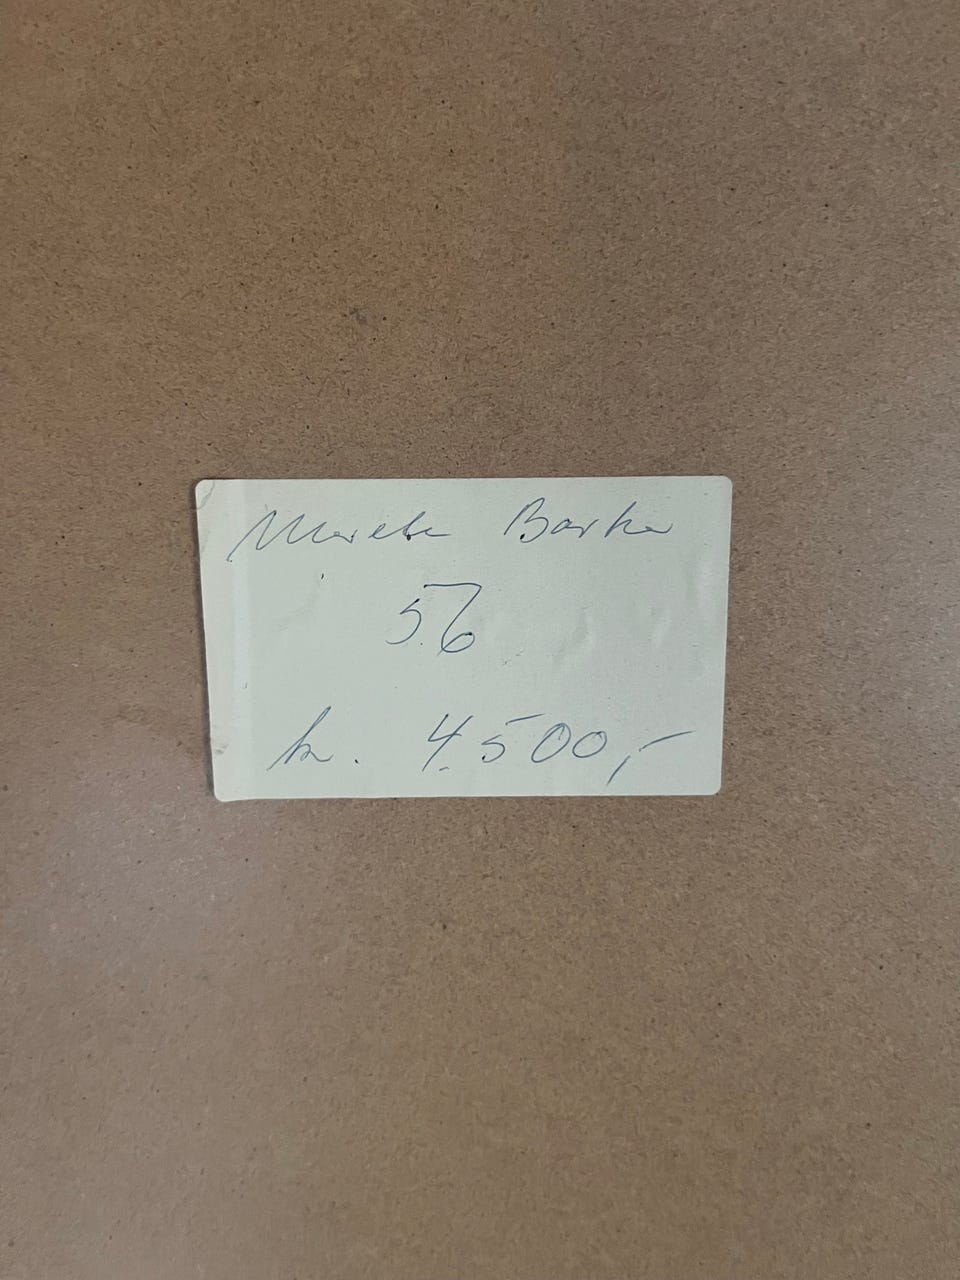 Merete Barker
56
kr. 4.500,-